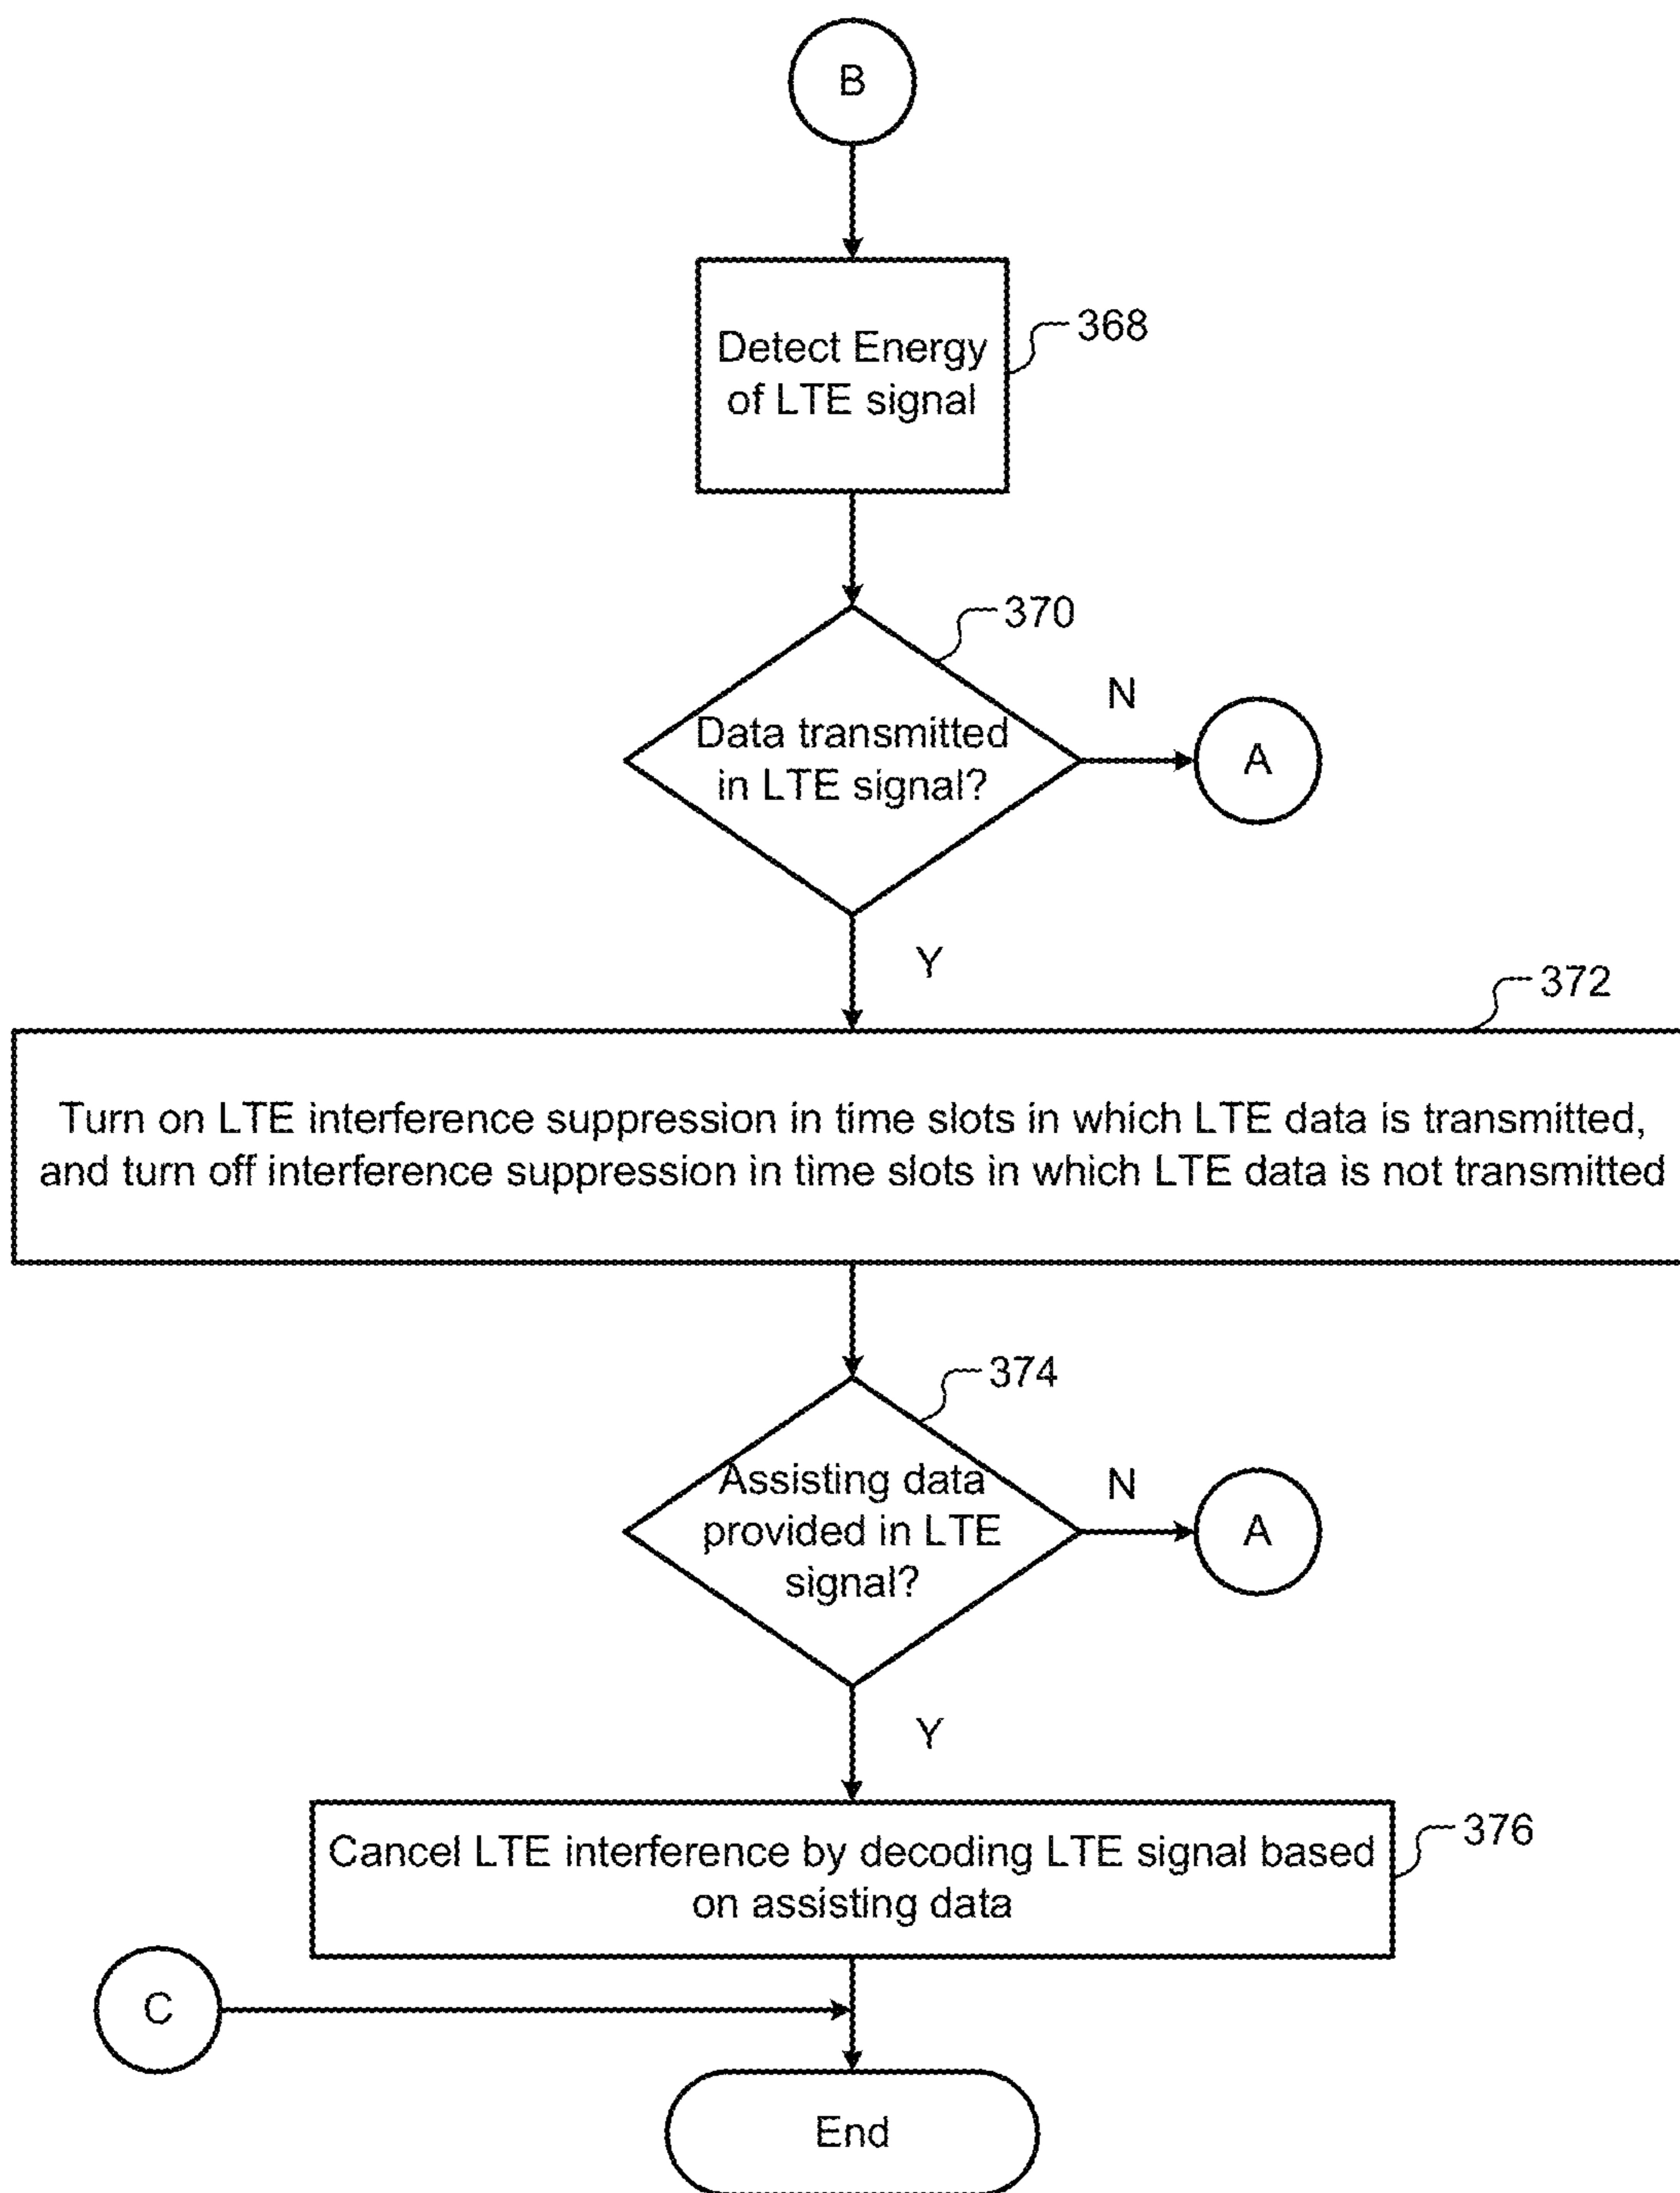 B
Detect Energy
of LTE signal
368
370
Data transmitted
in LTE signal?
N
A
Y
372
Turn on LTE interference suppression in time slots in which LTE data is transmitted,
and turn off interference suppression in time slots in which LTE data is not transmitted
374
Assisting data
provided in LTE
signal?
N
A
Y
Cancel LTE interference by decoding LTE signal based
on assisting data
376
C
End